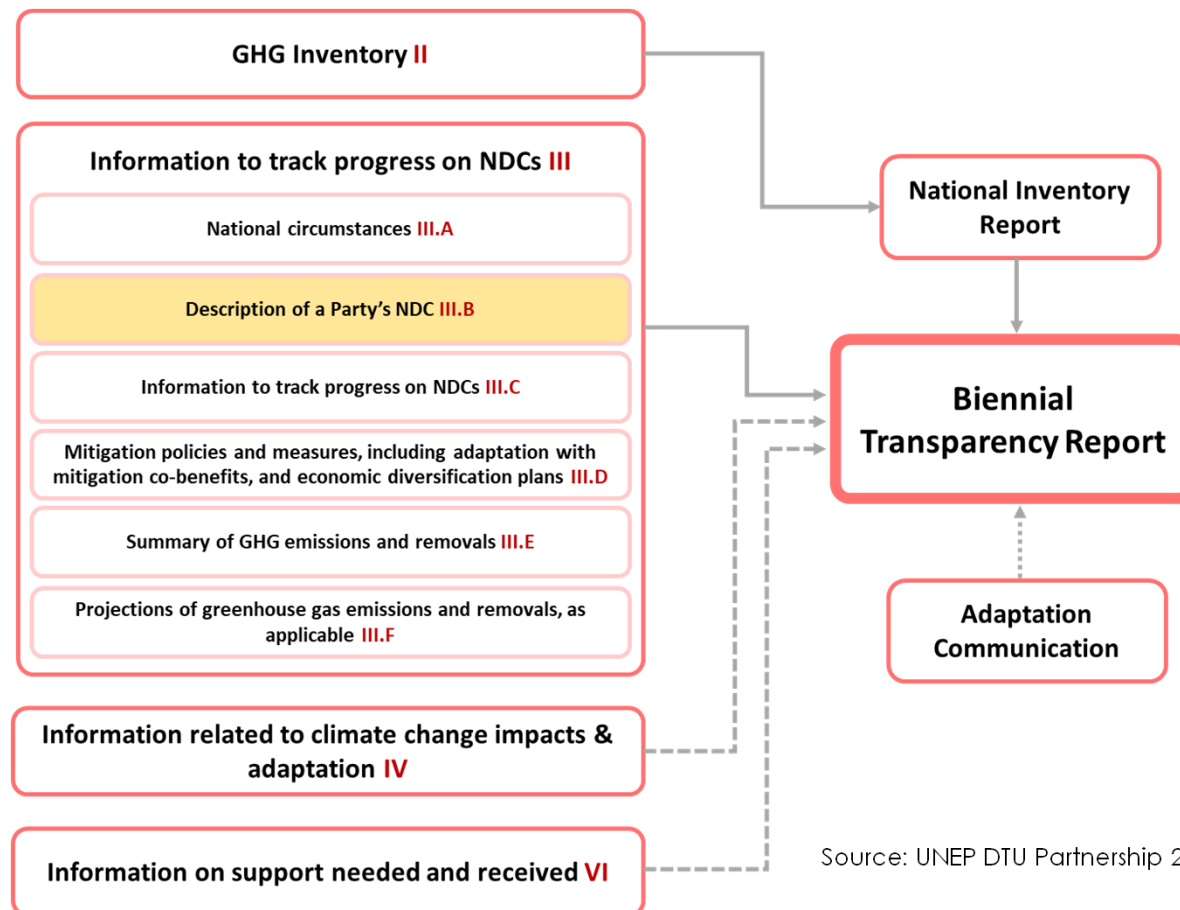 GHG Inventory II
Information to track progress on NDCs III
National circumstances III.A
Description of a Party’s NDC III.B
Information to track progress on NDCs III.C
Mitigation policies and measures, including adaptation with
mitigation co-benefits, and economic diversification plans III.D
Summary of GHG emissions and removals III.E
Projections of greenhouse gas emissions and removals, as
applicable III.F
Information related to climate change impacts &
adaptation IV
Information on support needed and received VI
National Inventory
Report
Biennial
Transparency Report
Adaptation
Communication
Source: UNEP DTU Partnership 2